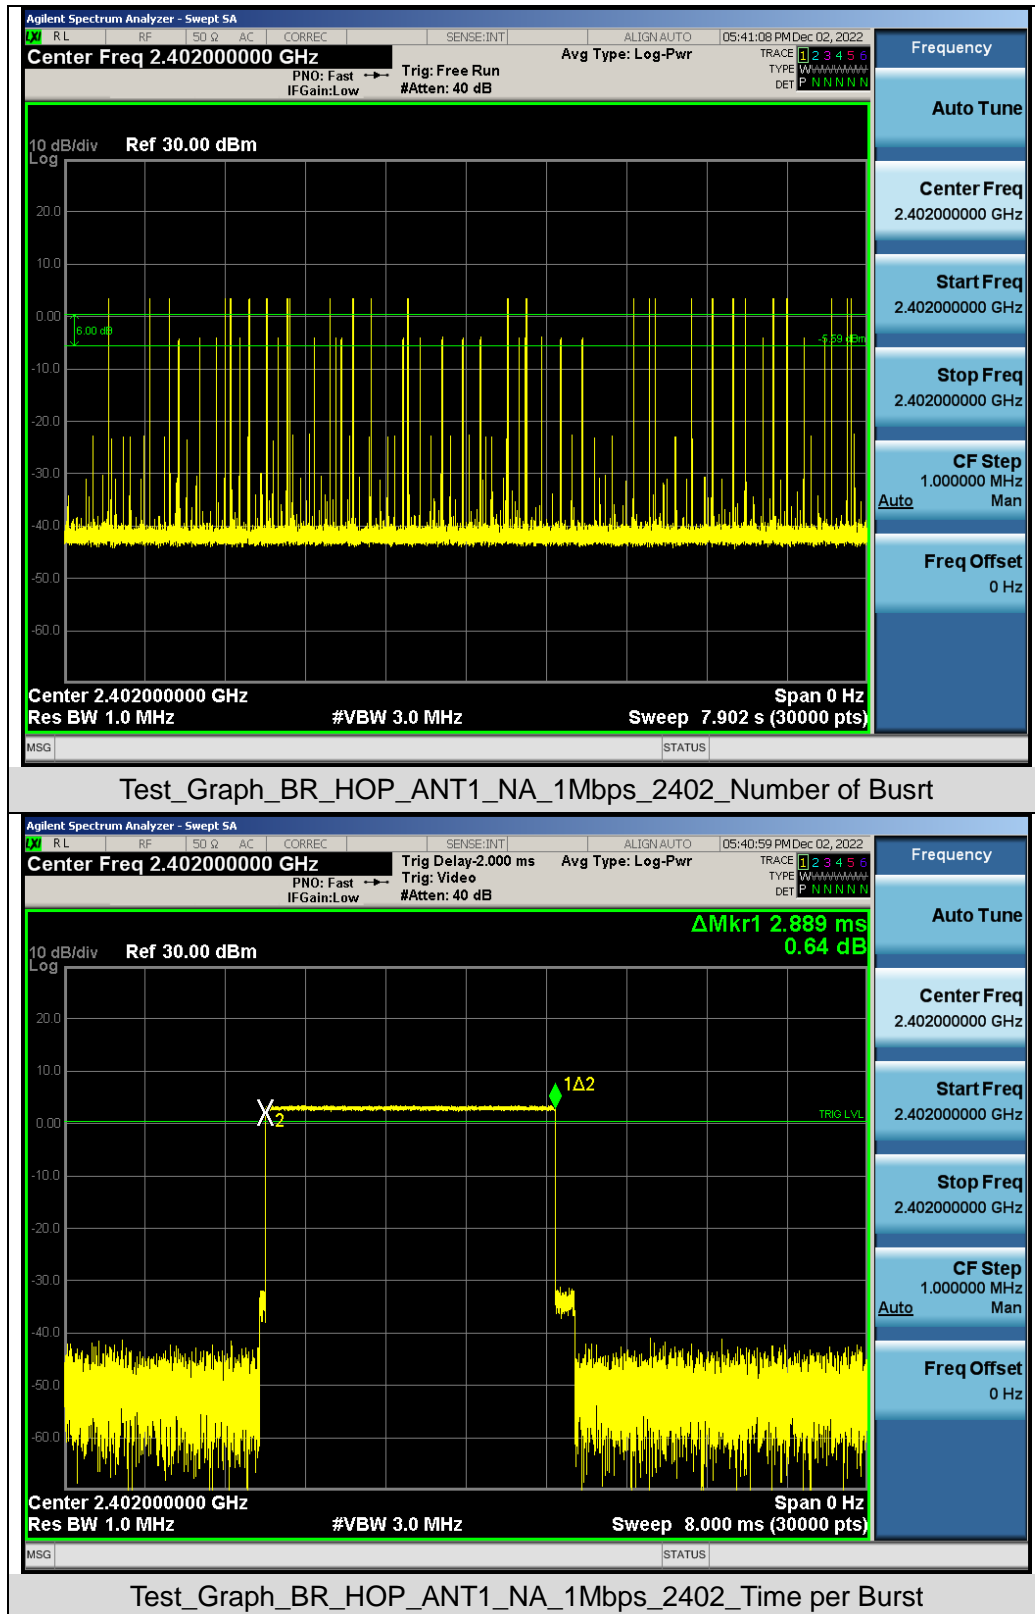 Agilent Spectrum Analyzer - Swept SA
LXI RL RF 50 Ω AC CORREC SENSE:INT ALIGN AUTO 05:41:08 PM Dec 02, 2022
Center Freq 2.402000000 GHz
PNO: Fast
IFGain:Low
Trig: Free Run
#Atten: 40 dB
Avg Type: Log-Pwr
TRACE 1 2 3 4 5 6
TYPE
DET P N N N N N
10 dB/div Ref 30.00 dBm
Log
20.0
10.0
0.00
6.00 dB
-5.59 dBm
-10.0
-20.0
-30.0
-40.0
-50.0
-60.0
Center 2.402000000 GHz Span 0 Hz
Res BW 1.0 MHz #VBW 3.0 MHz Sweep 7.902 s (30000 pts)
MSG STATUS
Frequency
Auto Tune
Center Freq
2.402000000 GHz
Start Freq
2.402000000 GHz
Stop Freq
2.402000000 GHz
CF Step
1.000000 MHz
Auto Man
Freq Offset
0 Hz
Test_Graph_BR_HOP_ANT1_NA_1Mbps_2402_Number of Busrt
Agilent Spectrum Analyzer - Swept SA
LXI RL RF 50 Ω AC CORREC SENSE:INT ALIGN AUTO 05:40:59 PM Dec 02, 2022
Center Freq 2.402000000 GHz
PNO: Fast
IFGain:Low
Trig Delay-2.000 ms
Trig: Video
#Atten: 40 dB
Avg Type: Log-Pwr
TRACE 1 2 3 4 5 6
TYPE
DET P N N N N N
ΔMkr1 2.889 ms
0.64 dB
10 dB/div Ref 30.00 dBm
Log
20.0
10.0
1Δ2
2
TRIG LVL
0.00
-10.0
-20.0
-30.0
-40.0
-50.0
-60.0
Center 2.402000000 GHz Span 0 Hz
Res BW 1.0 MHz #VBW 3.0 MHz Sweep 8.000 ms (30000 pts)
MSG STATUS
Frequency
Auto Tune
Center Freq
2.402000000 GHz
Start Freq
2.402000000 GHz
Stop Freq
2.402000000 GHz
CF Step
1.000000 MHz
Auto Man
Freq Offset
0 Hz
Test_Graph_BR_HOP_ANT1_NA_1Mbps_2402_Time per Burst